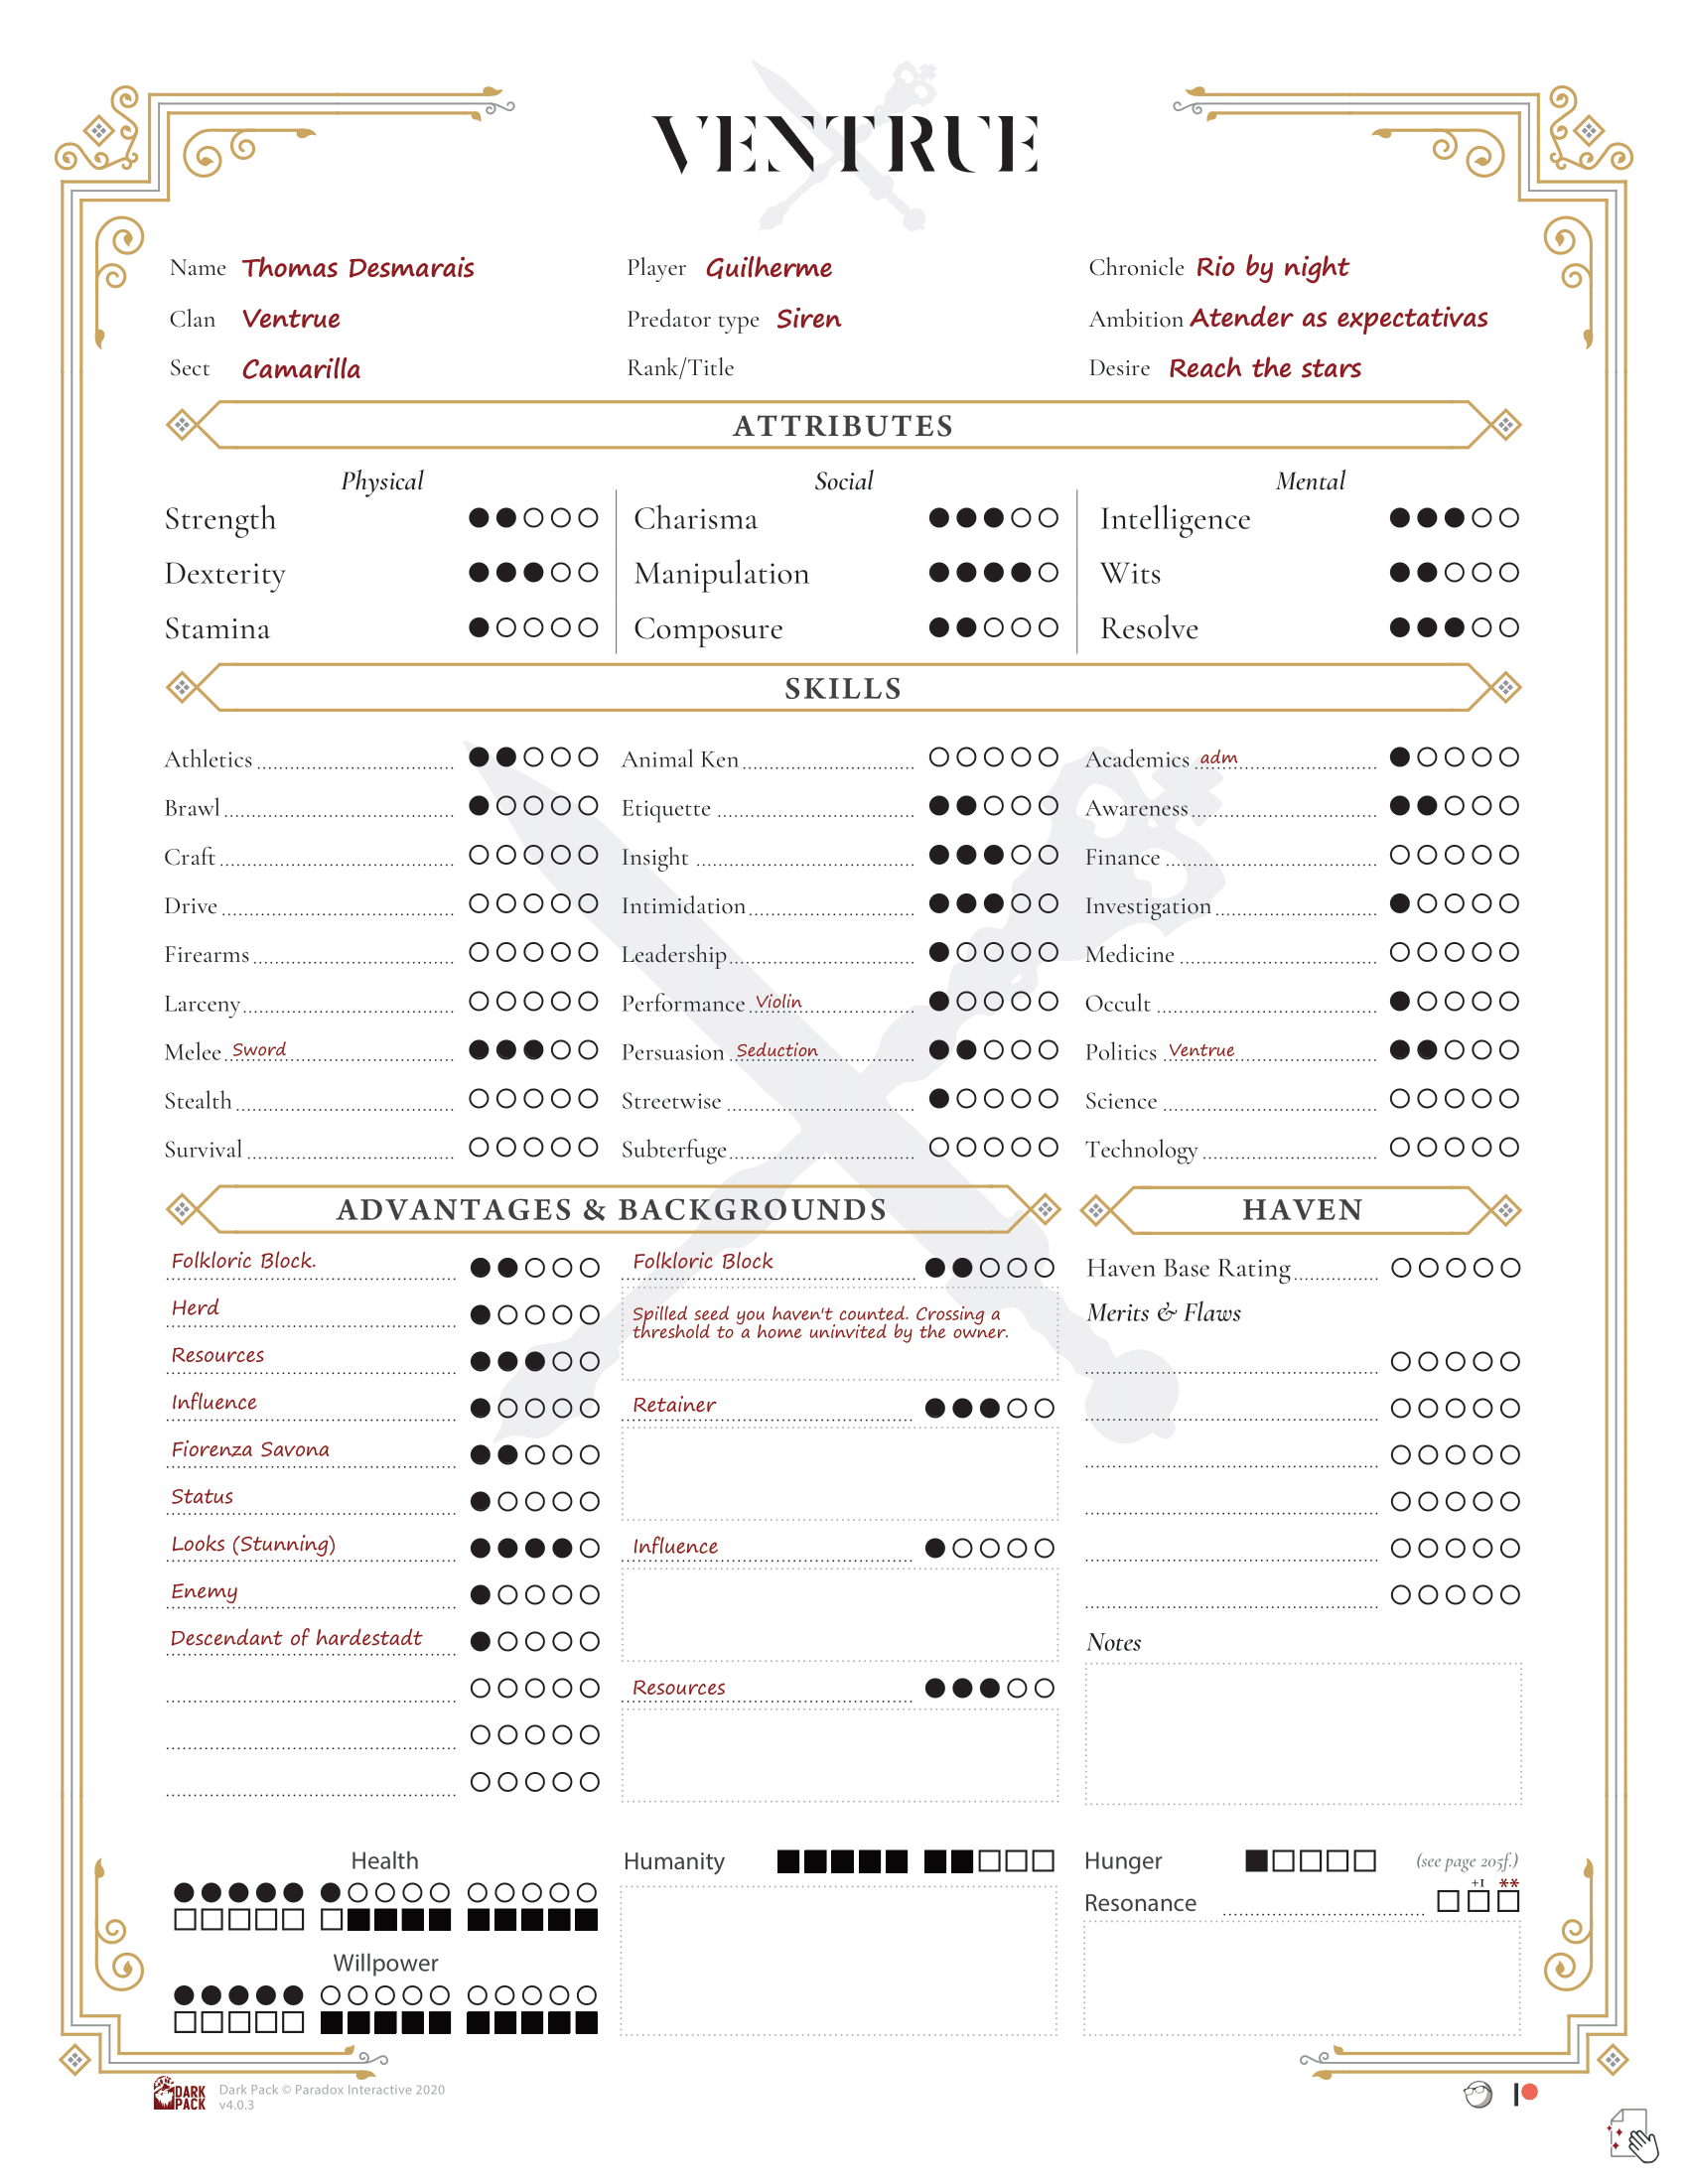 VENTRUE
Name Thomas Desmarais
Player Guilherme
Chronicle Rio by night
Clan Ventrue
Predator type Siren
Ambition Atender as expectativas
Sect Camarilla
Rank/Title
Desire Reach the stars
ATTRIBUTES
Physical
Social
Mental
Strength
Charisma
Intelligence
Dexterity
Manipulation
Wits
Stamina
Composure
Resolve
SKILLS
Athletics
Animal Ken
Academics adm
Brawl
Etiquette
Awareness
Craft
Insight
Finance
Drive
Intimidation
Investigation
Firearms
Leadership
Medicine
Larceny
Performance Violin
Occult
Melee Sword
Persuasion Seduction
Politics Ventrue
Stealth
Streetwise
Science
Survival
Subterfuge
Technology
ADVANTAGES & BACKGROUNDS
Folkloric Block.
Herd
Resources
Influence
Fiorenza Savona
Status
Looks (Stunning)
Enemy
Descendant of hardestadt
Folkloric Block
Spilled seed you haven't counted. Crossing a
threshold to a home uninvited by the owner.
Retainer
Influence
Resources
HAVEN
Haven Base Rating
Merits & Flaws
Notes
Health
Willpower
Humanity
Hunger
(see page 205f.)
+1 **
Resonance
DARK
PACK
Dark Pack © Paradox Interactive 2020
v4.0.3